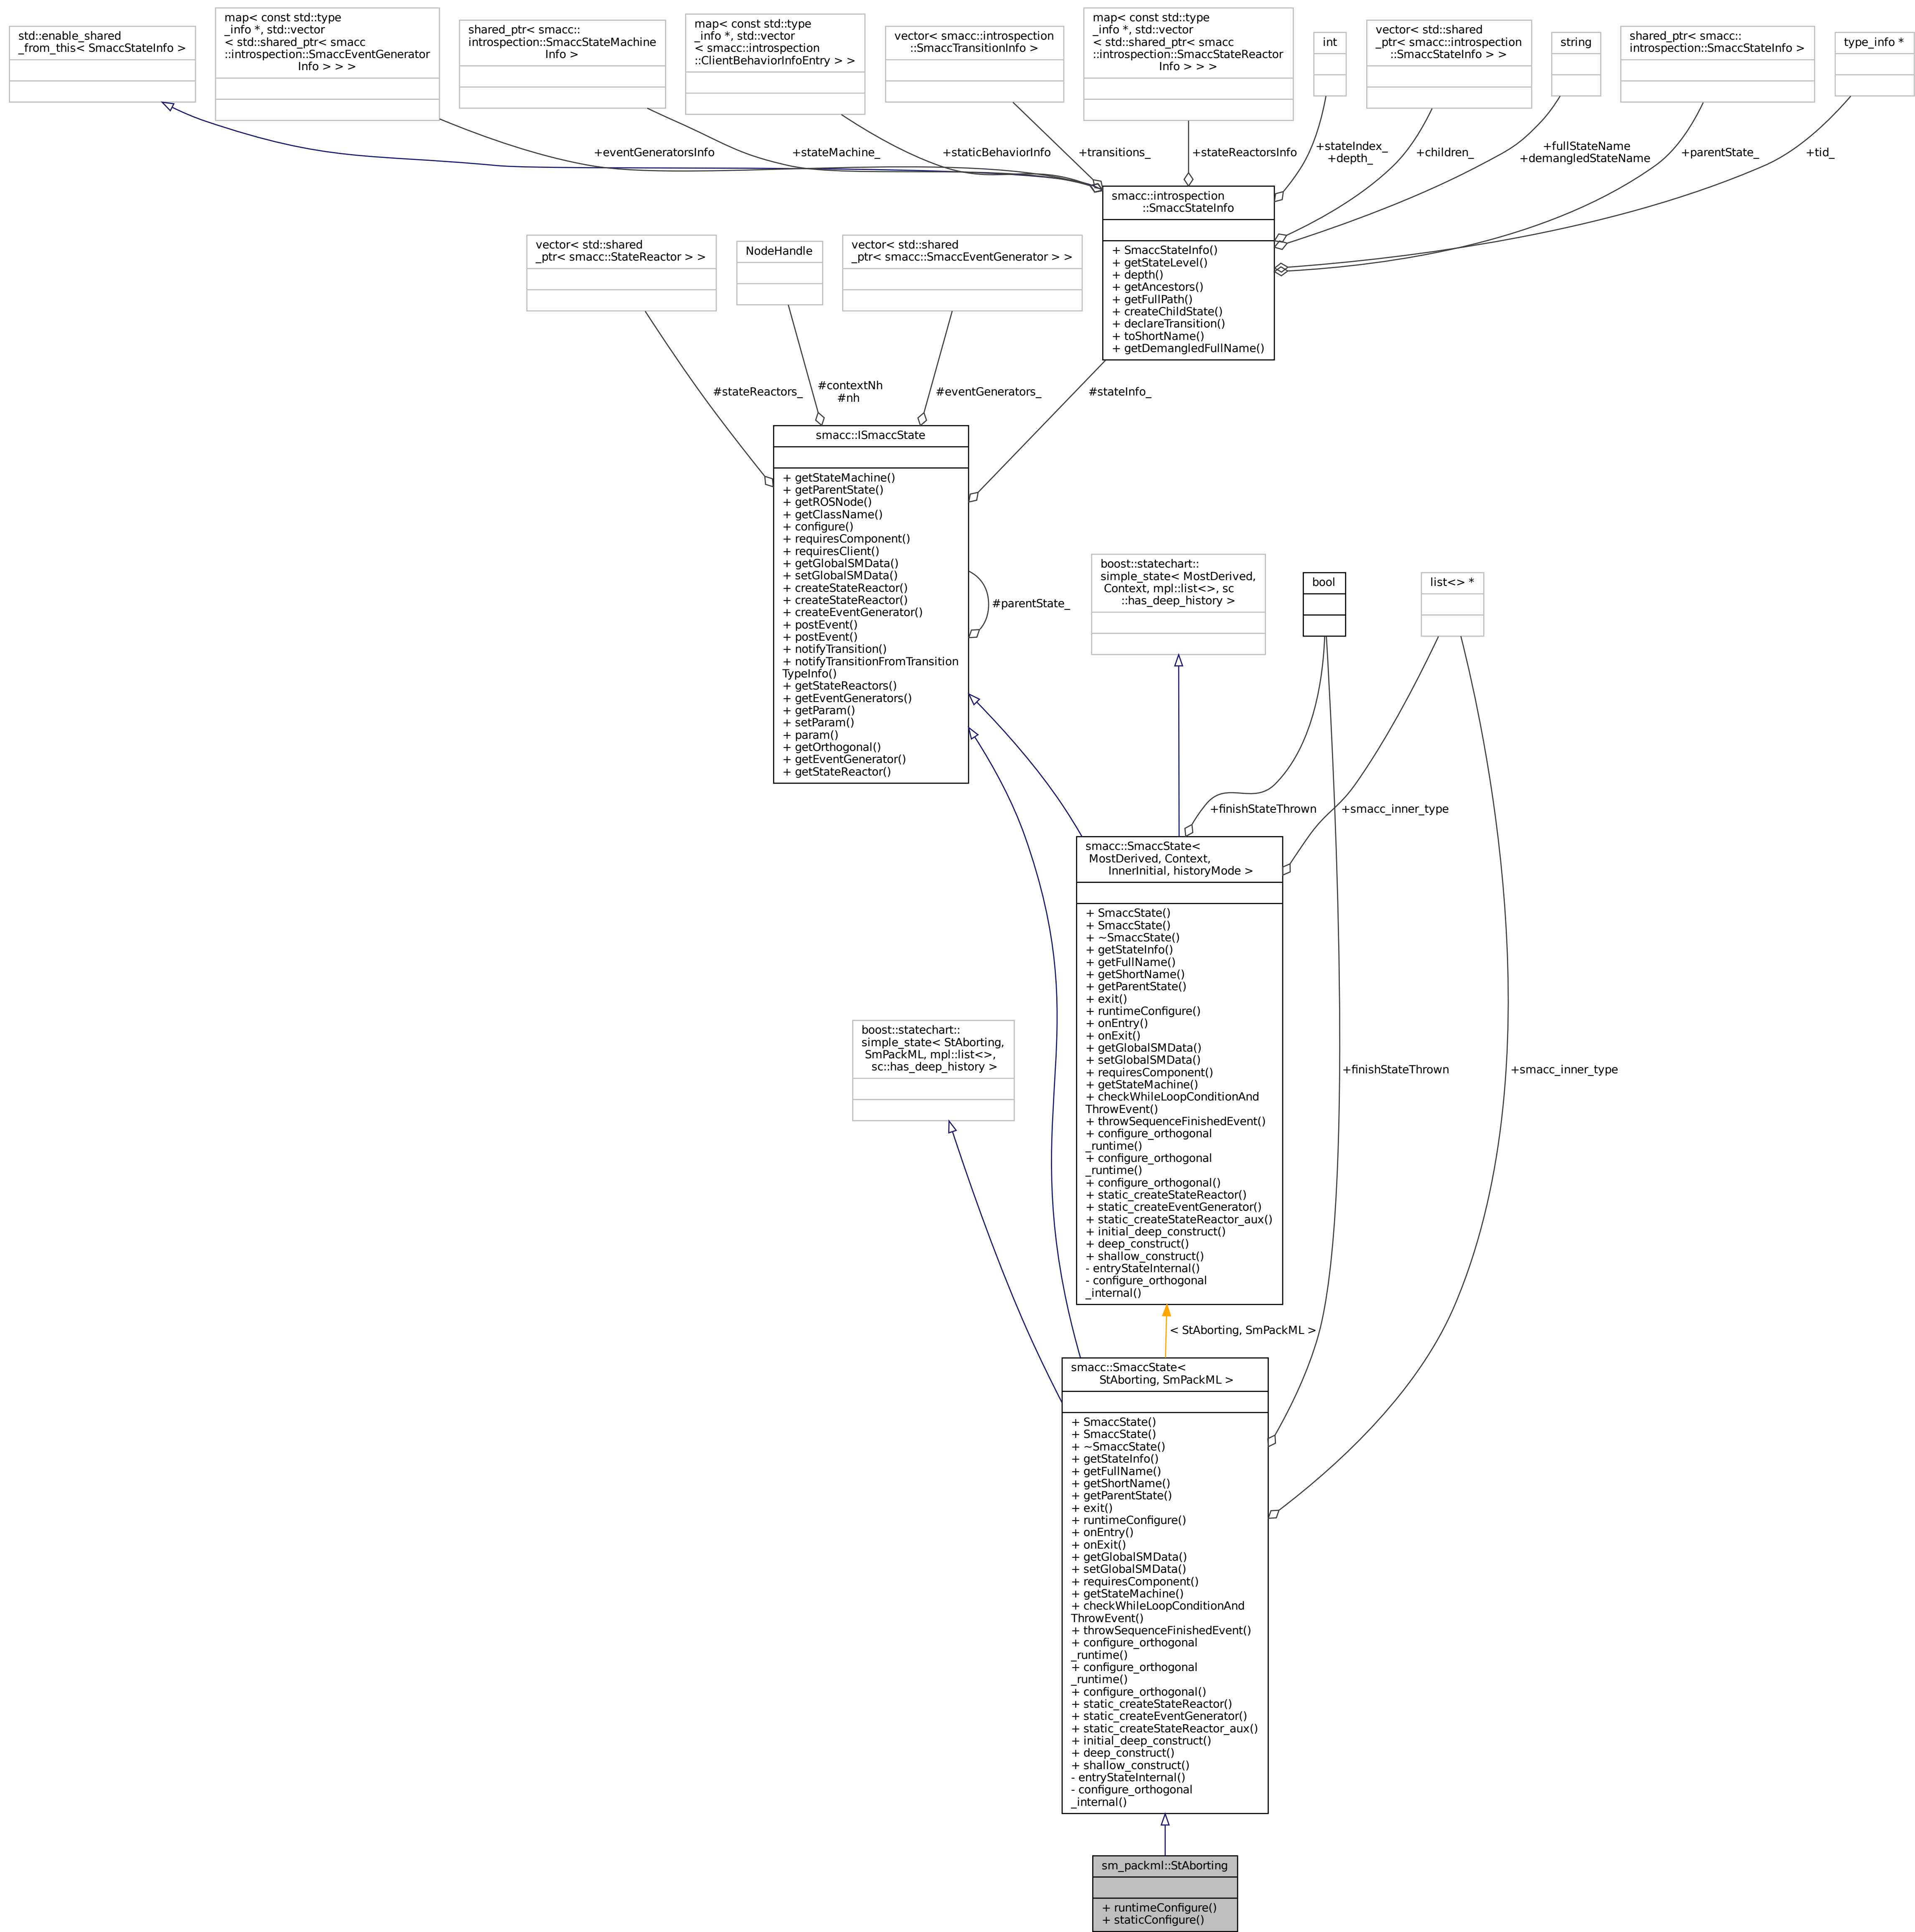 std::enable_shared
_from_this< SmaccStateInfo >
map< const std::type
_info *, std::vector
< std::shared_ptr< smacc
::introspection::SmaccEventGenerator
Info > > >
shared_ptr< smacc::
introspection::SmaccStateMachine
Info >
map< const std::type
_info *, std::vector
< smacc::introspection
::ClientBehaviorInfoEntry > >
vector< smacc::introspection
::SmaccTransitionInfo >
map< const std::type
_info *, std::vector
< std::shared_ptr< smacc
::introspection::SmaccStateReactor
Info > > >
int
vector< std::shared
_ptr< smacc::introspection
::SmaccStateInfo > >
string
shared_ptr< smacc::
introspection::SmaccStateInfo >
type_info *
+eventGeneratorsInfo
+stateMachine_
+staticBehaviorInfo
+transitions_
+stateReactorsInfo
+stateIndex_
+depth_
+children_
+fullStateName
+demangledStateName
+parentState_
+tid_
smacc::introspection
::SmaccStateInfo
+ SmaccStateInfo()
+ getStateLevel()
+ depth()
+ getAncestors()
+ getFullPath()
+ createChildState()
+ declareTransition()
+ toShortName()
+ getDemangledFullName()
vector< std::shared
_ptr< smacc::StateReactor > >
NodeHandle
vector< std::shared
_ptr< smacc::SmaccEventGenerator > >
#stateReactors_
#contextNh
#nh
#eventGenerators_
#stateInfo_
smacc::ISmaccState
+ getStateMachine()
+ getParentState()
+ getROSNode()
+ getClassName()
+ configure()
+ requiresComponent()
+ requiresClient()
+ getGlobalSMData()
+ setGlobalSMData()
+ createStateReactor()
+ createStateReactor()
+ createEventGenerator()
+ postEvent()
+ postEvent()
+ notifyTransition()
+ notifyTransitionFromTransition
TypeInfo()
+ getStateReactors()
+ getEventGenerators()
+ getParam()
+ setParam()
+ param()
+ getOrthogonal()
+ getEventGenerator()
+ getStateReactor()
#parentState_
boost::statechart::
simple_state< MostDerived,
Context, mpl::list<>, sc
::has_deep_history >
bool
list<> *
+finishStateThrown
+smacc_inner_type
smacc::SmaccState<
MostDerived, Context,
InnerInitial, historyMode >
+ SmaccState()
+ SmaccState()
+ ~SmaccState()
+ getStateInfo()
+ getFullName()
+ getShortName()
+ getParentState()
+ exit()
+ runtimeConfigure()
+ onEntry()
+ onExit()
+ getGlobalSMData()
+ setGlobalSMData()
+ requiresComponent()
+ getStateMachine()
+ checkWhileLoopConditionAnd
ThrowEvent()
+ throwSequenceFinishedEvent()
+ configure_orthogonal
_runtime()
+ configure_orthogonal
_runtime()
+ configure_orthogonal()
+ static_createStateReactor()
+ static_createEventGenerator()
+ static_createStateReactor_aux()
+ initial_deep_construct()
+ deep_construct()
+ shallow_construct()
- entryStateInternal()
- configure_orthogonal
_internal()
boost::statechart::
simple_state< StAborting,
SmPackML, mpl::list<>,
sc::has_deep_history >
+finishStateThrown
+smacc_inner_type
< StAborting, SmPackML >
smacc::SmaccState<
StAborting, SmPackML >
+ SmaccState()
+ SmaccState()
+ ~SmaccState()
+ getStateInfo()
+ getFullName()
+ getShortName()
+ getParentState()
+ exit()
+ runtimeConfigure()
+ onEntry()
+ onExit()
+ getGlobalSMData()
+ setGlobalSMData()
+ requiresComponent()
+ getStateMachine()
+ checkWhileLoopConditionAnd
ThrowEvent()
+ throwSequenceFinishedEvent()
+ configure_orthogonal
_runtime()
+ configure_orthogonal
_runtime()
+ configure_orthogonal()
+ static_createStateReactor()
+ static_createEventGenerator()
+ static_createStateReactor_aux()
+ initial_deep_construct()
+ deep_construct()
+ shallow_construct()
- entryStateInternal()
- configure_orthogonal
_internal()
sm_packml::StAborting
+ runtimeConfigure()
+ staticConfigure()